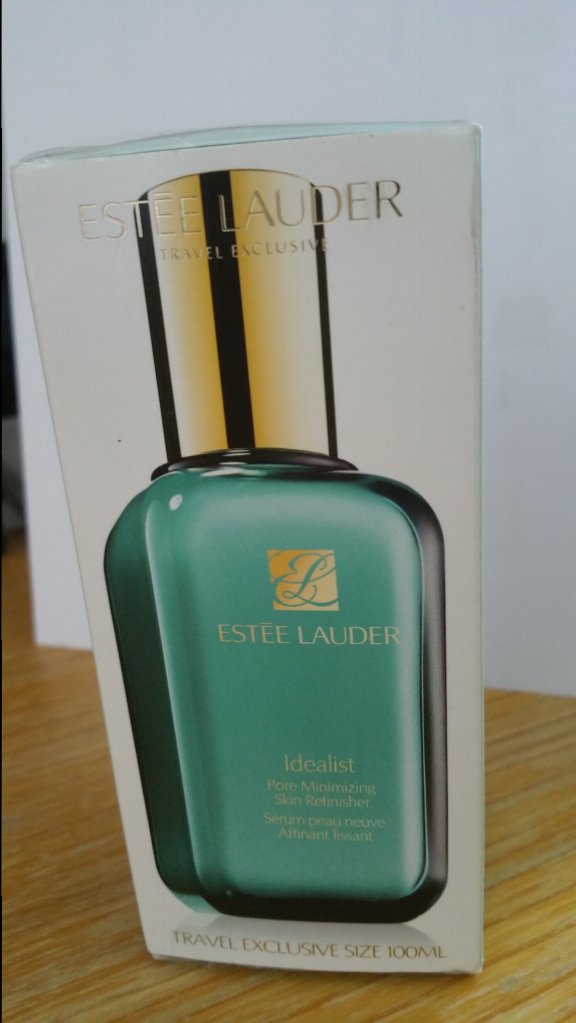 ESTĒE LAUDER
TRAVEL EXCLUSIVE
EL
ESTĒE LAUDER
Idealist
Pore Minimizing
Skin Refinisher
Sérum peau neuve
Affinant lissant
TRAVEL EXCLUSIVE SIZE 100ML